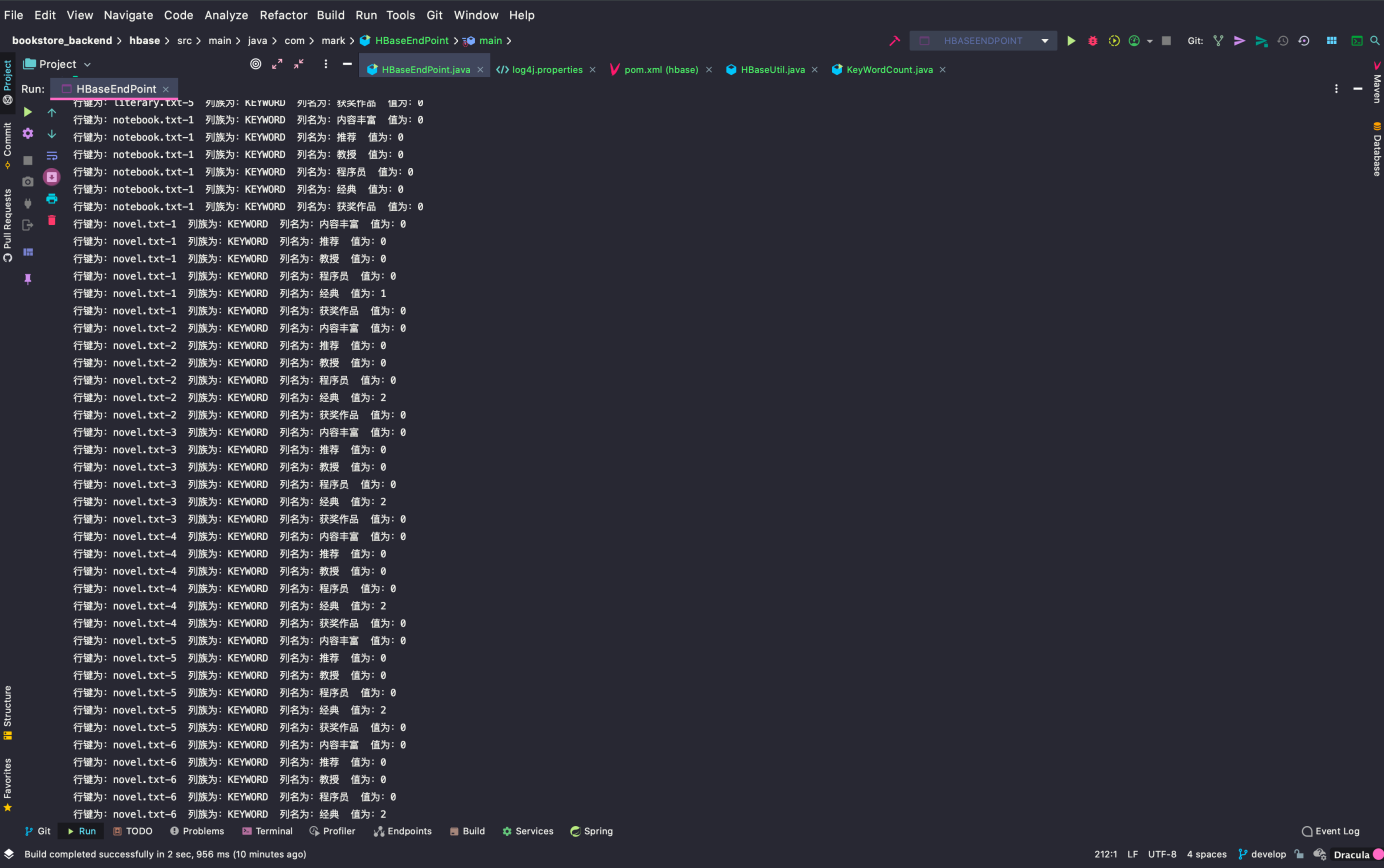 File Edit View Navigate Code Analyze Refactor Build Run Tools Git Window Help
bookstore_backend > hbase > src > main > java > com > mark > HBaseEndPoint > main >
HBASEENDPOINT Git:
Project
HBaseEndPoint.java log4j.properties pom.xml (hbase) HBaseUtil.java KeyWordCount.java
Run: HBaseEndPoint
行键为: literary.txt-5 列族为: KEYWORD 列名为: 获奖作品 值为: 0
行键为: notebook.txt-1 列族为: KEYWORD 列名为: 内容丰富 值为: 0
行键为: notebook.txt-1 列族为: KEYWORD 列名为: 推荐 值为: 0
行键为: notebook.txt-1 列族为: KEYWORD 列名为: 教授 值为: 0
行键为: notebook.txt-1 列族为: KEYWORD 列名为: 程序员 值为: 0
行键为: notebook.txt-1 列族为: KEYWORD 列名为: 经典 值为: 0
行键为: notebook.txt-1 列族为: KEYWORD 列名为: 获奖作品 值为: 0
行键为: novel.txt-1 列族为: KEYWORD 列名为: 内容丰富 值为: 0
行键为: novel.txt-1 列族为: KEYWORD 列名为: 推荐 值为: 0
行键为: novel.txt-1 列族为: KEYWORD 列名为: 教授 值为: 0
行键为: novel.txt-1 列族为: KEYWORD 列名为: 程序员 值为: 0
行键为: novel.txt-1 列族为: KEYWORD 列名为: 经典 值为: 1
行键为: novel.txt-1 列族为: KEYWORD 列名为: 获奖作品 值为: 0
行键为: novel.txt-2 列族为: KEYWORD 列名为: 内容丰富 值为: 0
行键为: novel.txt-2 列族为: KEYWORD 列名为: 推荐 值为: 0
行键为: novel.txt-2 列族为: KEYWORD 列名为: 教授 值为: 0
行键为: novel.txt-2 列族为: KEYWORD 列名为: 程序员 值为: 0
行键为: novel.txt-2 列族为: KEYWORD 列名为: 经典 值为: 2
行键为: novel.txt-2 列族为: KEYWORD 列名为: 获奖作品 值为: 0
行键为: novel.txt-3 列族为: KEYWORD 列名为: 内容丰富 值为: 0
行键为: novel.txt-3 列族为: KEYWORD 列名为: 推荐 值为: 0
行键为: novel.txt-3 列族为: KEYWORD 列名为: 教授 值为: 0
行键为: novel.txt-3 列族为: KEYWORD 列名为: 程序员 值为: 0
行键为: novel.txt-3 列族为: KEYWORD 列名为: 经典 值为: 2
行键为: novel.txt-3 列族为: KEYWORD 列名为: 获奖作品 值为: 0
行键为: novel.txt-4 列族为: KEYWORD 列名为: 内容丰富 值为: 0
行键为: novel.txt-4 列族为: KEYWORD 列名为: 推荐 值为: 0
行键为: novel.txt-4 列族为: KEYWORD 列名为: 教授 值为: 0
行键为: novel.txt-4 列族为: KEYWORD 列名为: 程序员 值为: 0
行键为: novel.txt-4 列族为: KEYWORD 列名为: 经典 值为: 2
行键为: novel.txt-4 列族为: KEYWORD 列名为: 获奖作品 值为: 0
行键为: novel.txt-5 列族为: KEYWORD 列名为: 内容丰富 值为: 0
行键为: novel.txt-5 列族为: KEYWORD 列名为: 推荐 值为: 0
行键为: novel.txt-5 列族为: KEYWORD 列名为: 教授 值为: 0
行键为: novel.txt-5 列族为: KEYWORD 列名为: 程序员 值为: 0
行键为: novel.txt-5 列族为: KEYWORD 列名为: 经典 值为: 2
行键为: novel.txt-5 列族为: KEYWORD 列名为: 获奖作品 值为: 0
行键为: novel.txt-6 列族为: KEYWORD 列名为: 内容丰富 值为: 0
行键为: novel.txt-6 列族为: KEYWORD 列名为: 推荐 值为: 0
行键为: novel.txt-6 列族为: KEYWORD 列名为: 教授 值为: 0
行键为: novel.txt-6 列族为: KEYWORD 列名为: 程序员 值为: 0
行键为: novel.txt-6 列族为: KEYWORD 列名为: 经典 值为: 2
Project
Commit
Pull Requests
Structure
Favorites
Maven
Database
Git Run TODO Problems Terminal Profiler Endpoints Build Services Spring Event Log
Build completed successfully in 2 sec, 956 ms (10 minutes ago) 212:1 LF UTF-8 4 spaces develop Dracula